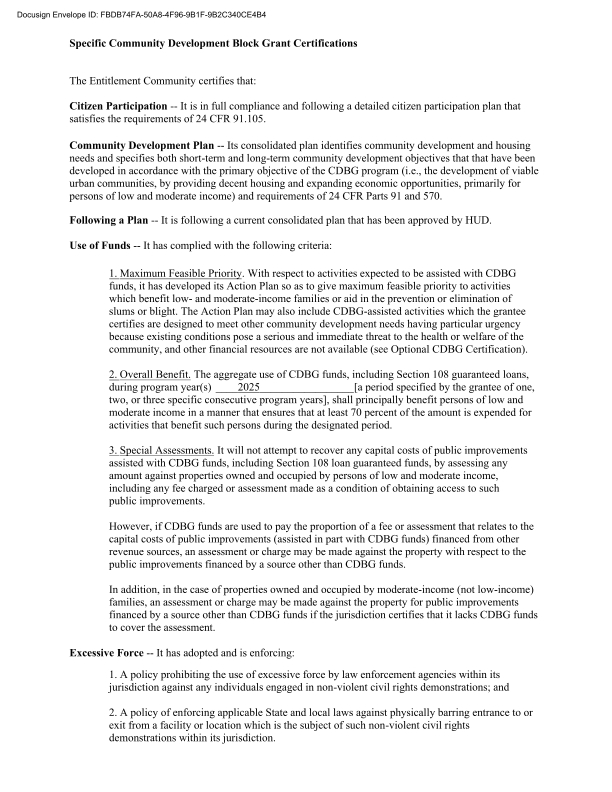 Docusign Envelope ID: FBDB74FA-50A8-4F96-9B1F-9B2C340CE4B4
Specific Community Development Block Grant Certifications
The Entitlement Community certifies that:
Citizen Participation -- It is in full compliance and following a detailed citizen participation plan that
satisfies the requirements of 24 CFR 91.105.
Community Development Plan -- Its consolidated plan identifies community development and housing
needs and specifies both short-term and long-term community development objectives that that have been
developed in accordance with the primary objective of the CDBG program (i.e., the development of viable
urban communities, by providing decent housing and expanding economic opportunities, primarily for
persons of low and moderate income) and requirements of 24 CFR Parts 91 and 570.
Following a Plan -- It is following a current consolidated plan that has been approved by HUD.
Use of Funds -- It has complied with the following criteria:
1. Maximum Feasible Priority. With respect to activities expected to be assisted with CDBG
funds, it has developed its Action Plan so as to give maximum feasible priority to activities
which benefit low- and moderate-income families or aid in the prevention or elimination of
slums or blight. The Action Plan may also include CDBG-assisted activities which the grantee
certifies are designed to meet other community development needs having particular urgency
because existing conditions pose a serious and immediate threat to the health or welfare of the
community, and other financial resources are not available (see Optional CDBG Certification).
2. Overall Benefit. The aggregate use of CDBG funds, including Section 108 guaranteed loans,
during program year(s) ____2025__________________[a period specified by the grantee of one,
two, or three specific consecutive program years], shall principally benefit persons of low and
moderate income in a manner that ensures that at least 70 percent of the amount is expended for
activities that benefit such persons during the designated period.
3. Special Assessments. It will not attempt to recover any capital costs of public improvements
assisted with CDBG funds, including Section 108 loan guaranteed funds, by assessing any
amount against properties owned and occupied by persons of low and moderate income,
including any fee charged or assessment made as a condition of obtaining access to such
public improvements.
However, if CDBG funds are used to pay the proportion of a fee or assessment that relates to the
capital costs of public improvements (assisted in part with CDBG funds) financed from other
revenue sources, an assessment or charge may be made against the property with respect to the
public improvements financed by a source other than CDBG funds.
In addition, in the case of properties owned and occupied by moderate-income (not low-income)
families, an assessment or charge may be made against the property for public improvements
financed by a source other than CDBG funds if the jurisdiction certifies that it lacks CDBG funds
to cover the assessment.
Excessive Force -- It has adopted and is enforcing:
1. A policy prohibiting the use of excessive force by law enforcement agencies within its
jurisdiction against any individuals engaged in non-violent civil rights demonstrations; and
2. A policy of enforcing applicable State and local laws against physically barring entrance to or
exit from a facility or location which is the subject of such non-violent civil rights
demonstrations within its jurisdiction.